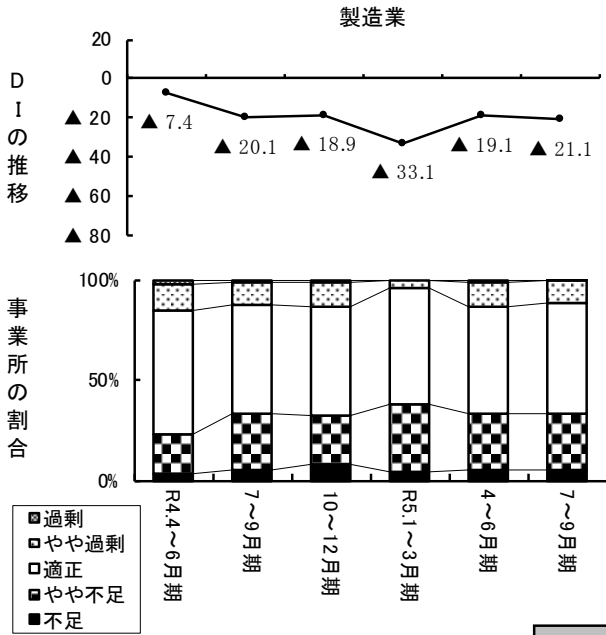 製造業
DIの推移
20
0
▲ 20
▲ 40
▲ 60
▲ 80
▲ 7.4
▲ 20.1
▲ 18.9
▲ 33.1
▲ 19.1
▲ 21.1
事業所の割合
100%
50%
0%
R4.4～6月期
7～9月期
10～12月期
R5.1～3月期
4～6月期
7～9月期
過剰
やや過剰
適正
やや不足
不足